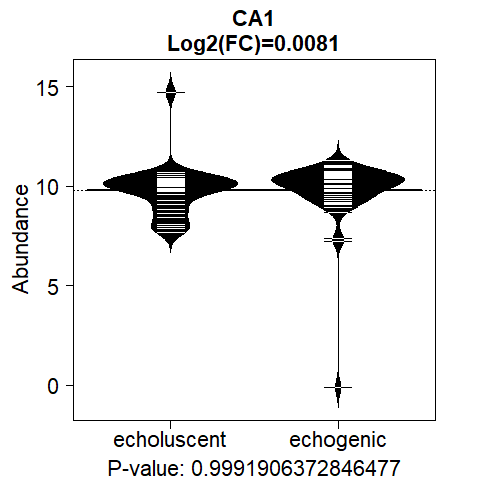 CA1
Log2(FC)=0.0081
Abundance
15
10
5
0
echoluscent echogenic
P-value: 0.9991906372846477